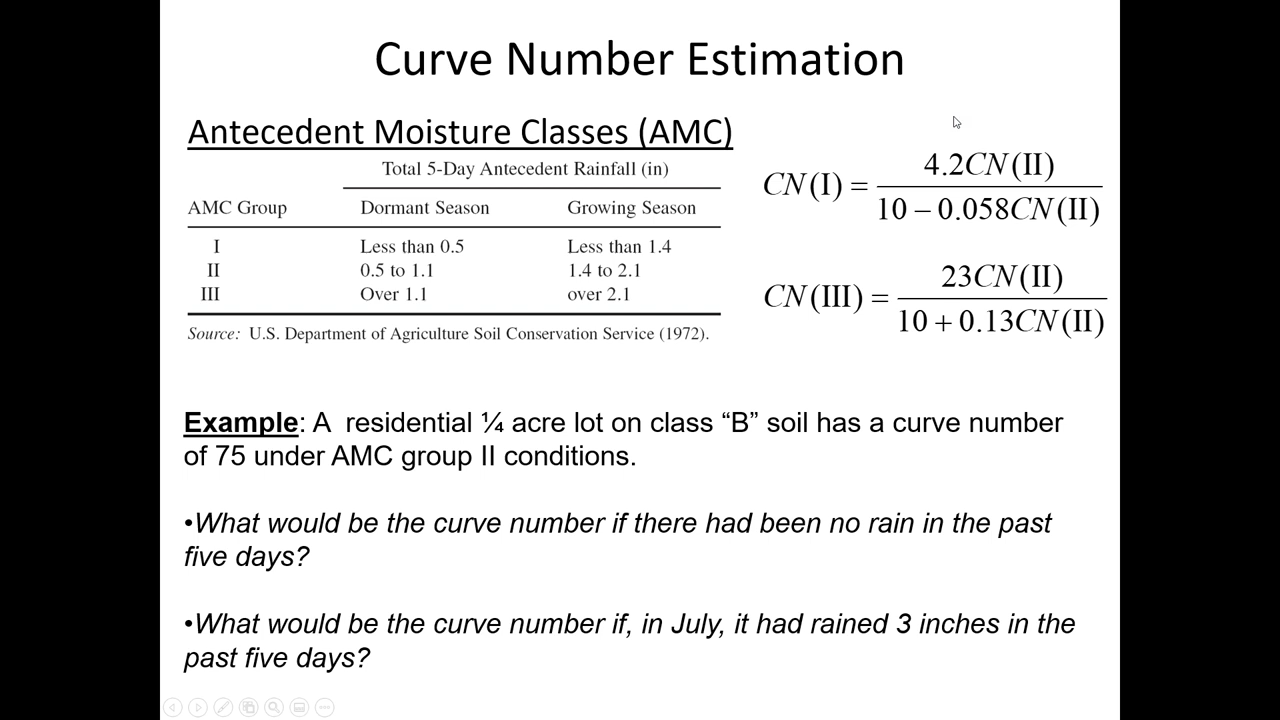 Curve Number Estimation
Antecedent Moisture Classes (AMC)
Total 5-Day Antecedent Rainfall (in)
AMC Group Dormant Season Growing Season
I Less than 0.5 Less than 1.4
II 0.5 to 1.1 1.4 to 2.1
III Over 1.1 over 2.1
Source: U.S. Department of Agriculture Soil Conservation Service (1972).
CN(I) = 4.2CN(II) / 10 − 0.058CN(II)
CN(III) = 23CN(II) / 10 + 0.13CN(II)
Example: A residential ¼ acre lot on class “B” soil has a curve number
of 75 under AMC group II conditions.
•What would be the curve number if there had been no rain in the past
five days?
•What would be the curve number if, in July, it had rained 3 inches in the
past five days?